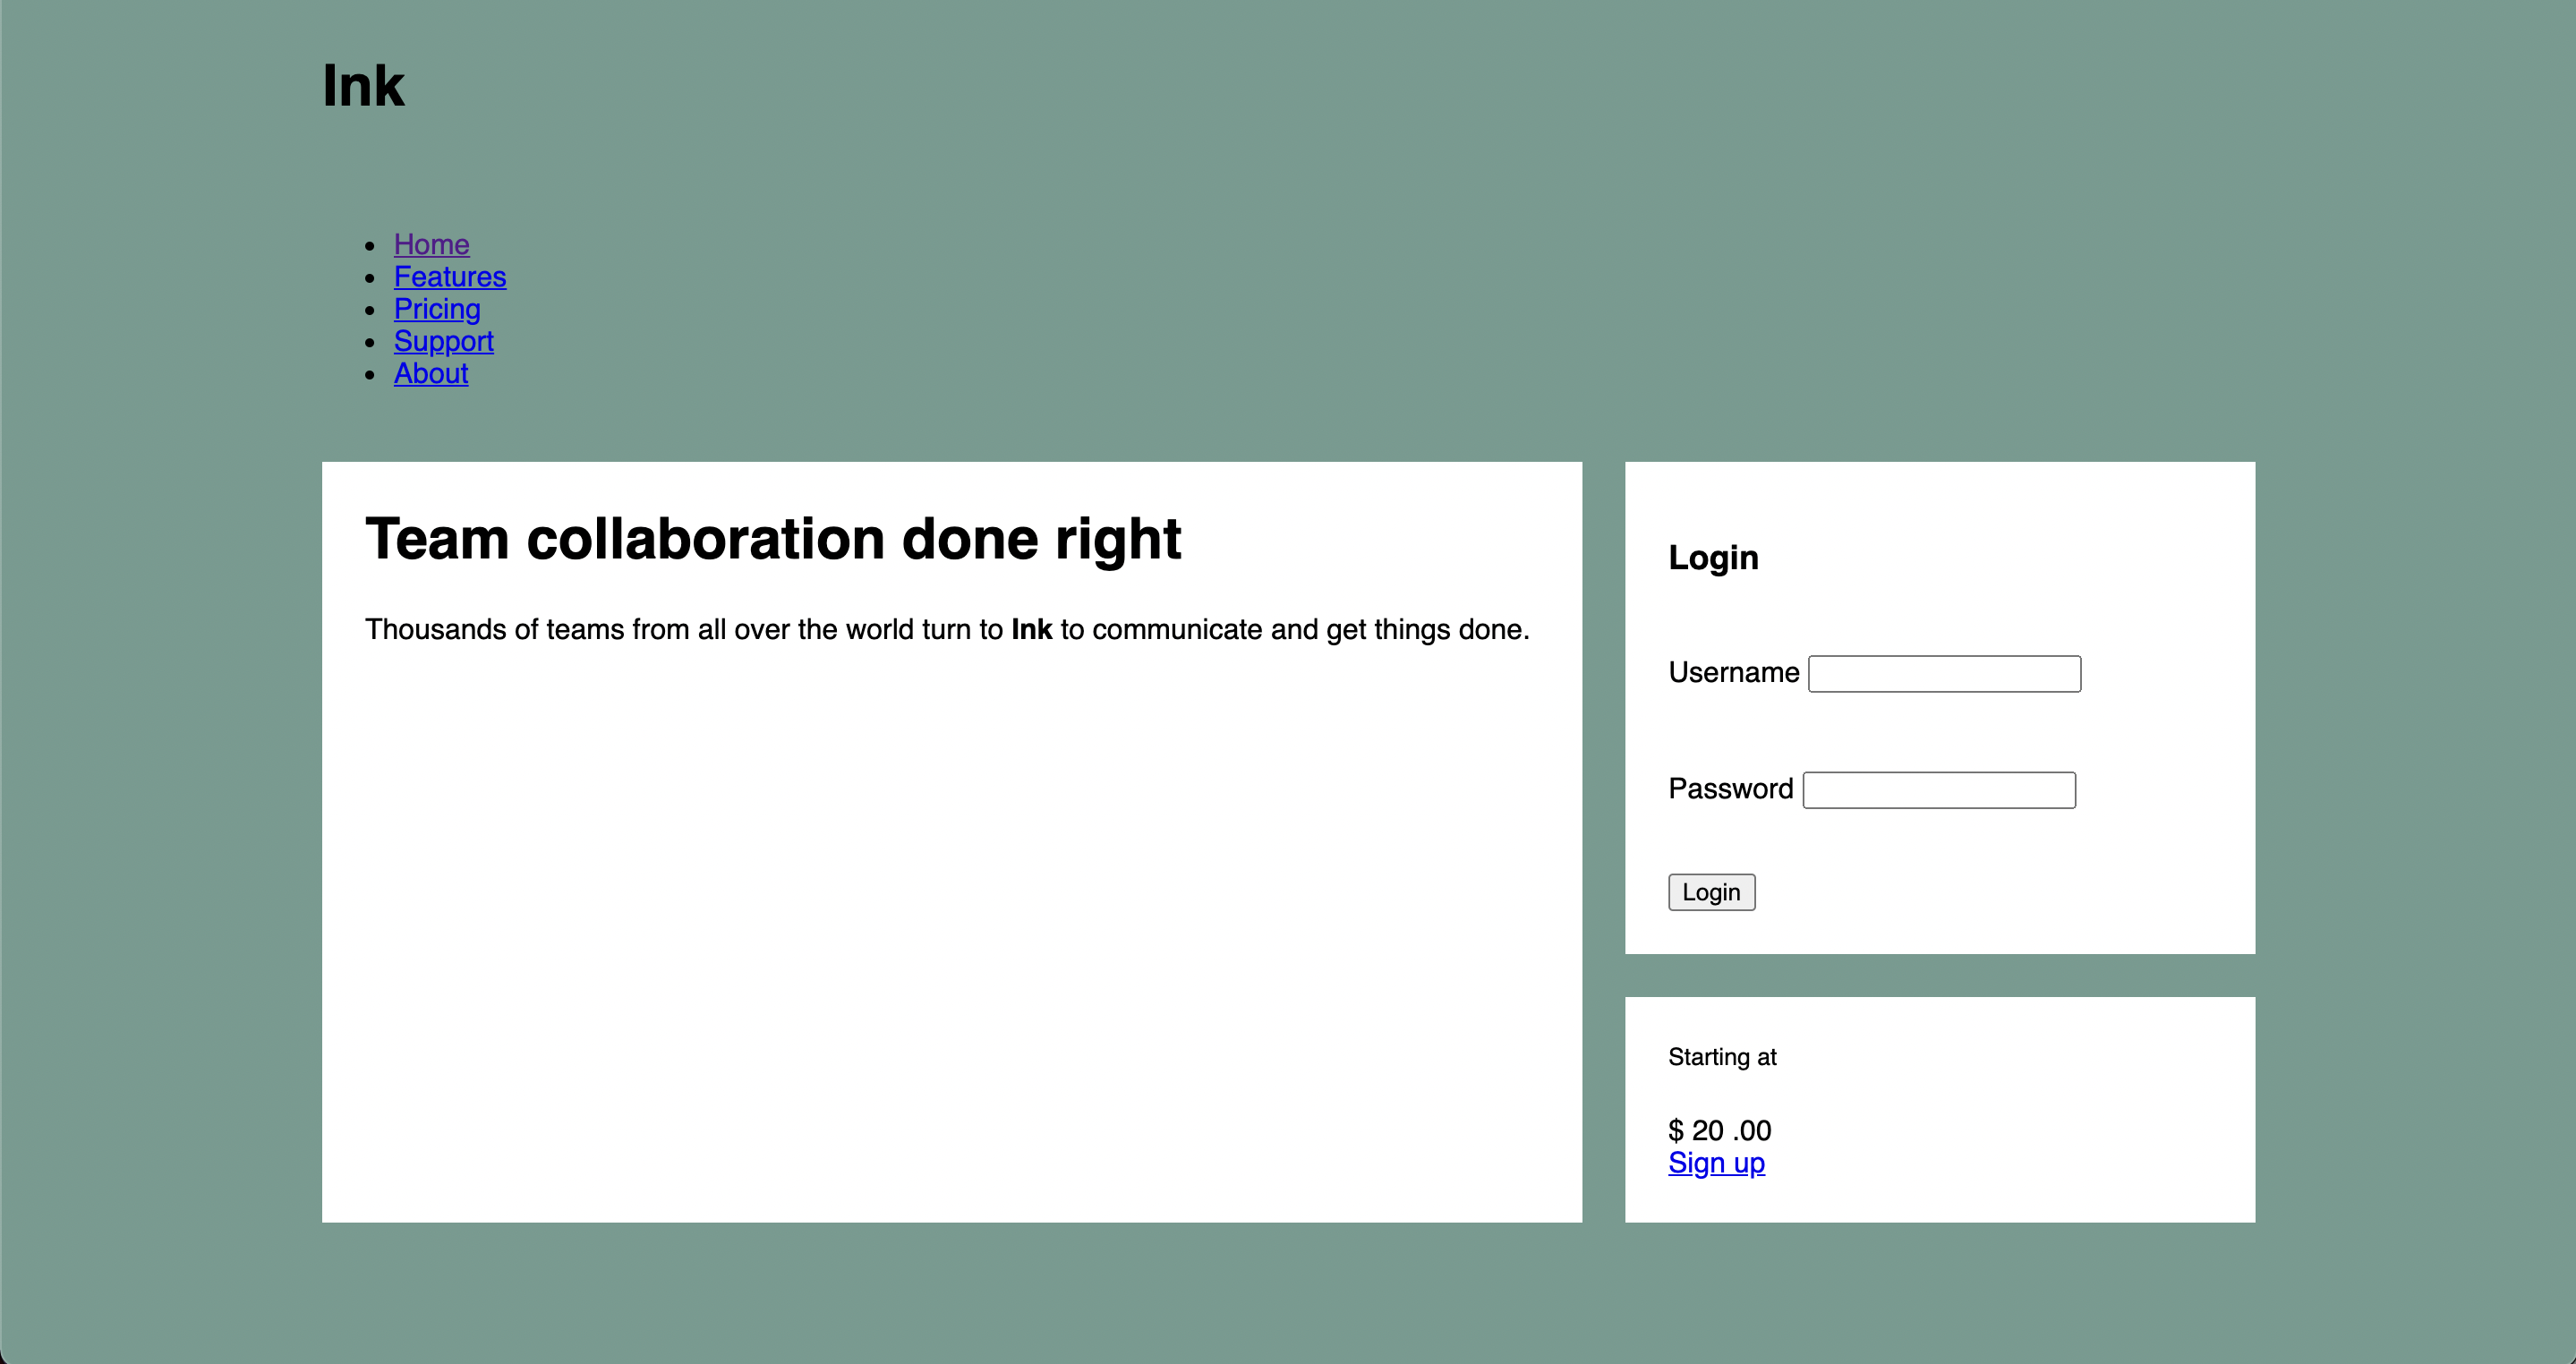 Ink
Home
Features
Pricing
Support
About
Team collaboration done right
Thousands of teams from all over the world turn to Ink to communicate and get things done.
Login
Username
Password
Login
Starting at
$ 20 .00
Sign up